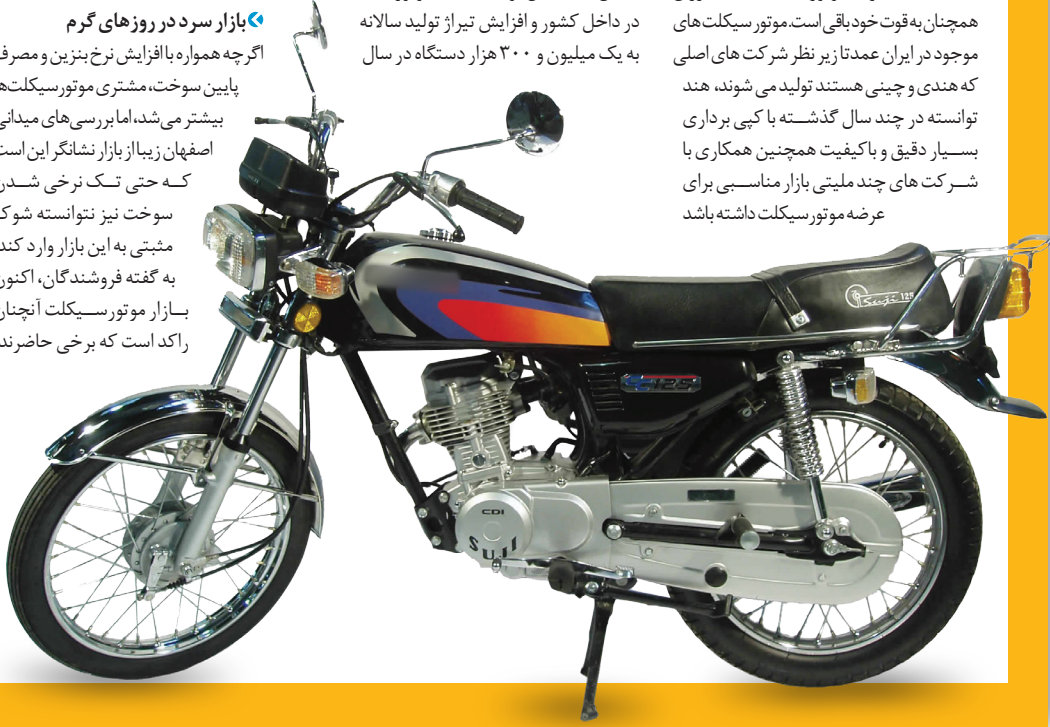 همچنان به قوت خود باقی است. موتور سیکلت های
موجود در ایران عمدتا زیر نظر شرکت های اصلی
که هندی و چینی هستند تولید می شوند، هند
توانسته در چند سال گذشته با کپی برداری
بسیار دقیق و باکیفیت همچنین همکاری با
شرکت های چند ملیتی بازار مناسبی برای
عرضه موتورسیکلت داشته باشد
در داخل کشور و افزایش تیراژ تولید سالانه
به یک میلیون و ۳۰۰ هزار دستگاه در سال
بازار سرد در روزهای گرم
اگرچه همواره با افزایش نرخ بنزین و مصرف
پایین سوخت، مشتری موتورسیکلت‌ها
بیشتر می‌شد، اما بررسی‌های میدانی
اصفهان زیبا از بازار نشانگر این است
که حتی تک نرخی شدن
سوخت نیز نتوانسته شوک
مثبتی به این بازار وارد کند.
به گفته فروشندگان، اکنون
بازار موتورسیکلت آنچنان
راکد است که برخی حاضرند
Suji 125
125
CDI
SUJI